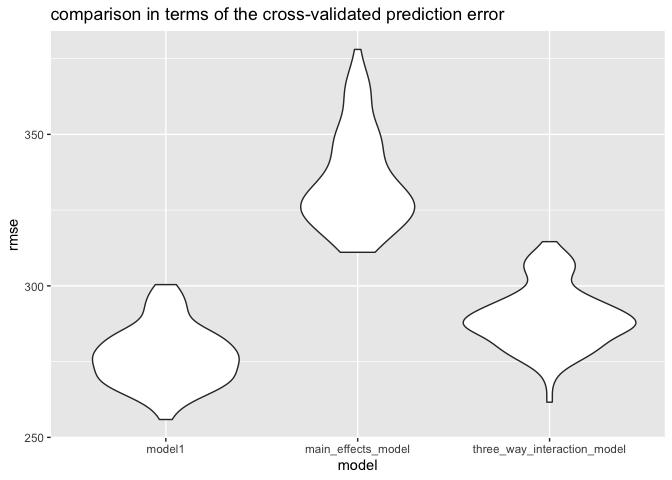 comparison in terms of the cross-validated prediction error
350
300
250
rmse
model1
main_effects_model
three_way_interaction_model
model